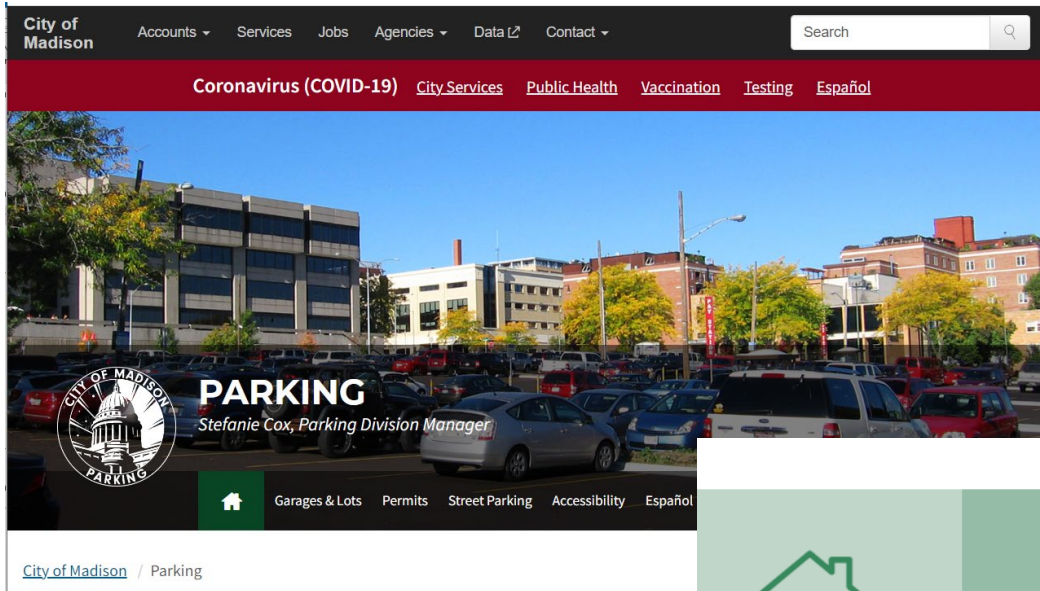 City of Madison
Accounts Services Jobs Agencies Data Contact Search
Coronavirus (COVID-19) City Services Public Health Vaccination Testing Español
PAY STATION
CITY OF MADISON
PARKING
PARKING
Stefanie Cox, Parking Division Manager
Garages & Lots Permits Street Parking Accessibility Español
City of Madison / Parking